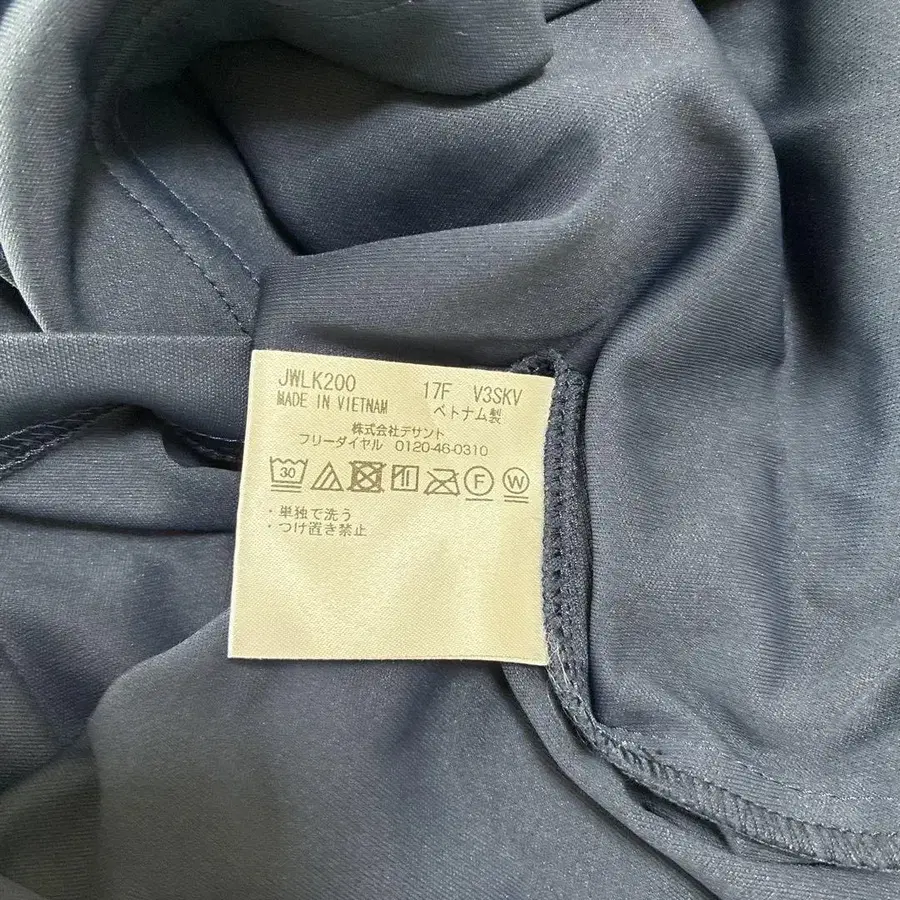 JWLK200 17F V3SKV
MADE IN VIETNAM ベトナム製
株式会社デサント
フリーダイヤル 0120-46-0310
30 F W
・単独で洗う
・つけ置き禁止